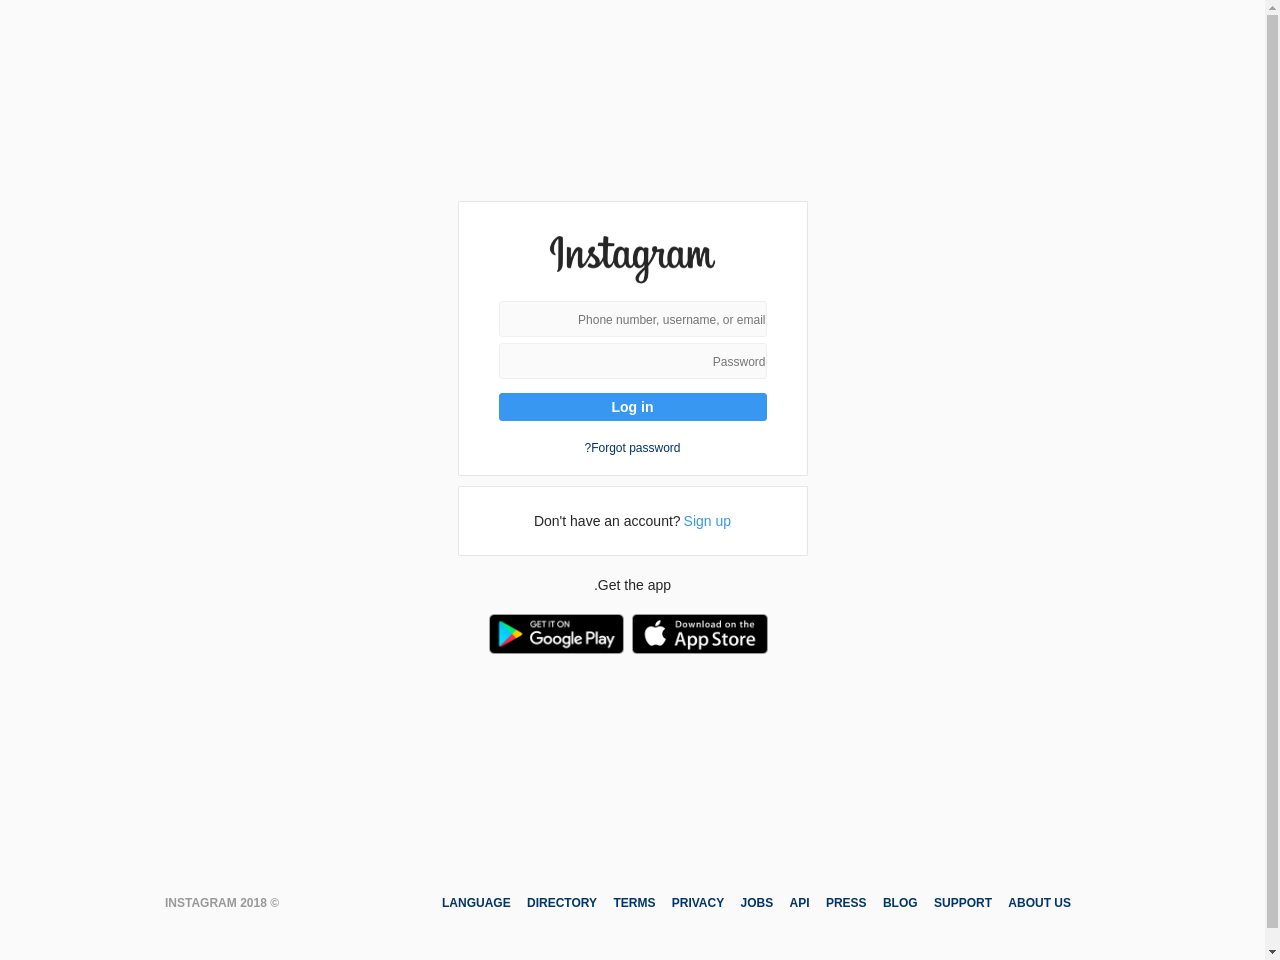 Instagram
Phone number, username, or email
Password
Log in
?Forgot password
Don't have an account? Sign up
.Get the app
GET IT ON Google Play
Download on the App Store
INSTAGRAM 2018 ©
LANGUAGE DIRECTORY TERMS PRIVACY JOBS API PRESS BLOG SUPPORT ABOUT US